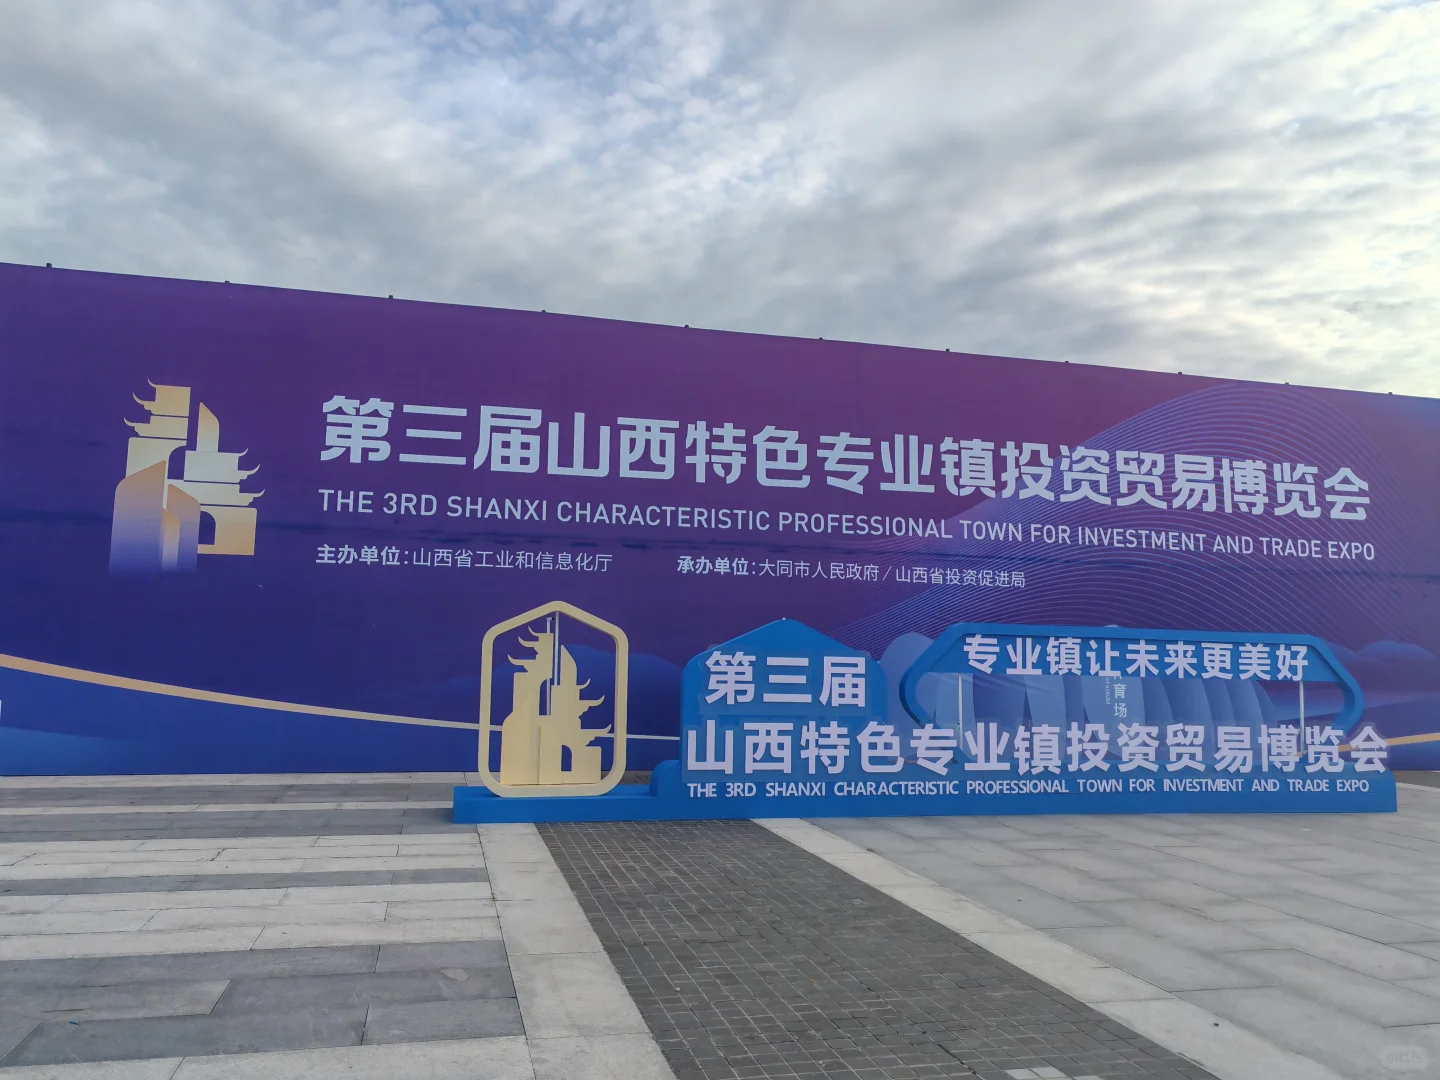 第三届山西特色专业镇投资贸易博览会
THE 3RD SHANXI CHARACTERISTIC PROFESSIONAL TOWN FOR INVESTMENT AND TRADE EXPO
主办单位：山西省工业和信息化厅 承办单位：大同市人民政府/山西省投资促进局
专业镇让未来更美好
第三届
育场
山西特色专业镇投资贸易博览会
THE 3RD SHANXI CHARACTERISTIC PROFESSIONAL TOWN FOR INVESTMENT AND TRADE EXPO
小红书